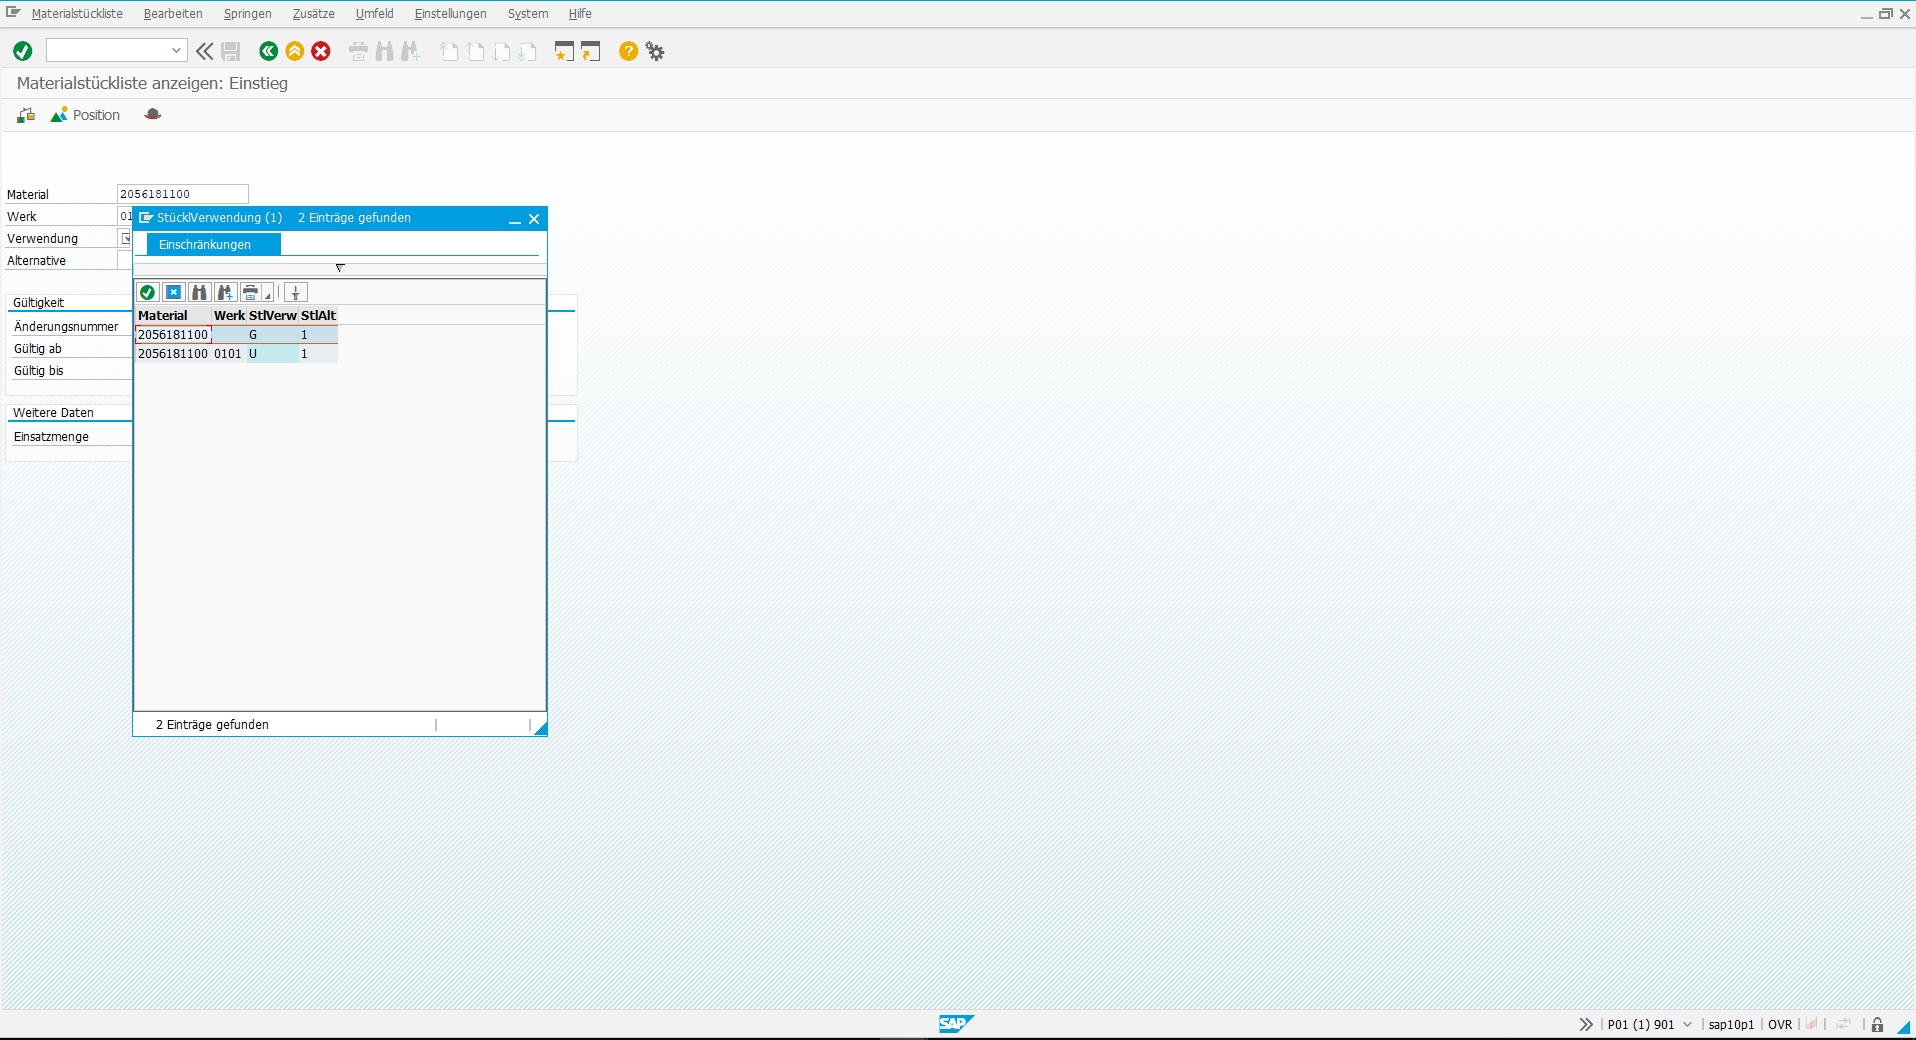 Materialstückliste Bearbeiten Springen Zusätze Umfeld Einstellungen System Hilfe
Materialstückliste anzeigen: Einstieg
Position
Material 2056181100
Werk 01
Verwendung
Alternative
StücklVerwendung (1) 2 Einträge gefunden
Einschränkungen
Material Werk StlVerw StlAlt
2056181100 G 1
2056181100 0101 U 1
2 Einträge gefunden
Gültigkeit
Änderungsnummer
Gültig ab
Gültig bis
Weitere Daten
Einsatzmenge
SAP P01 (1) 901 sap10p1 OVR